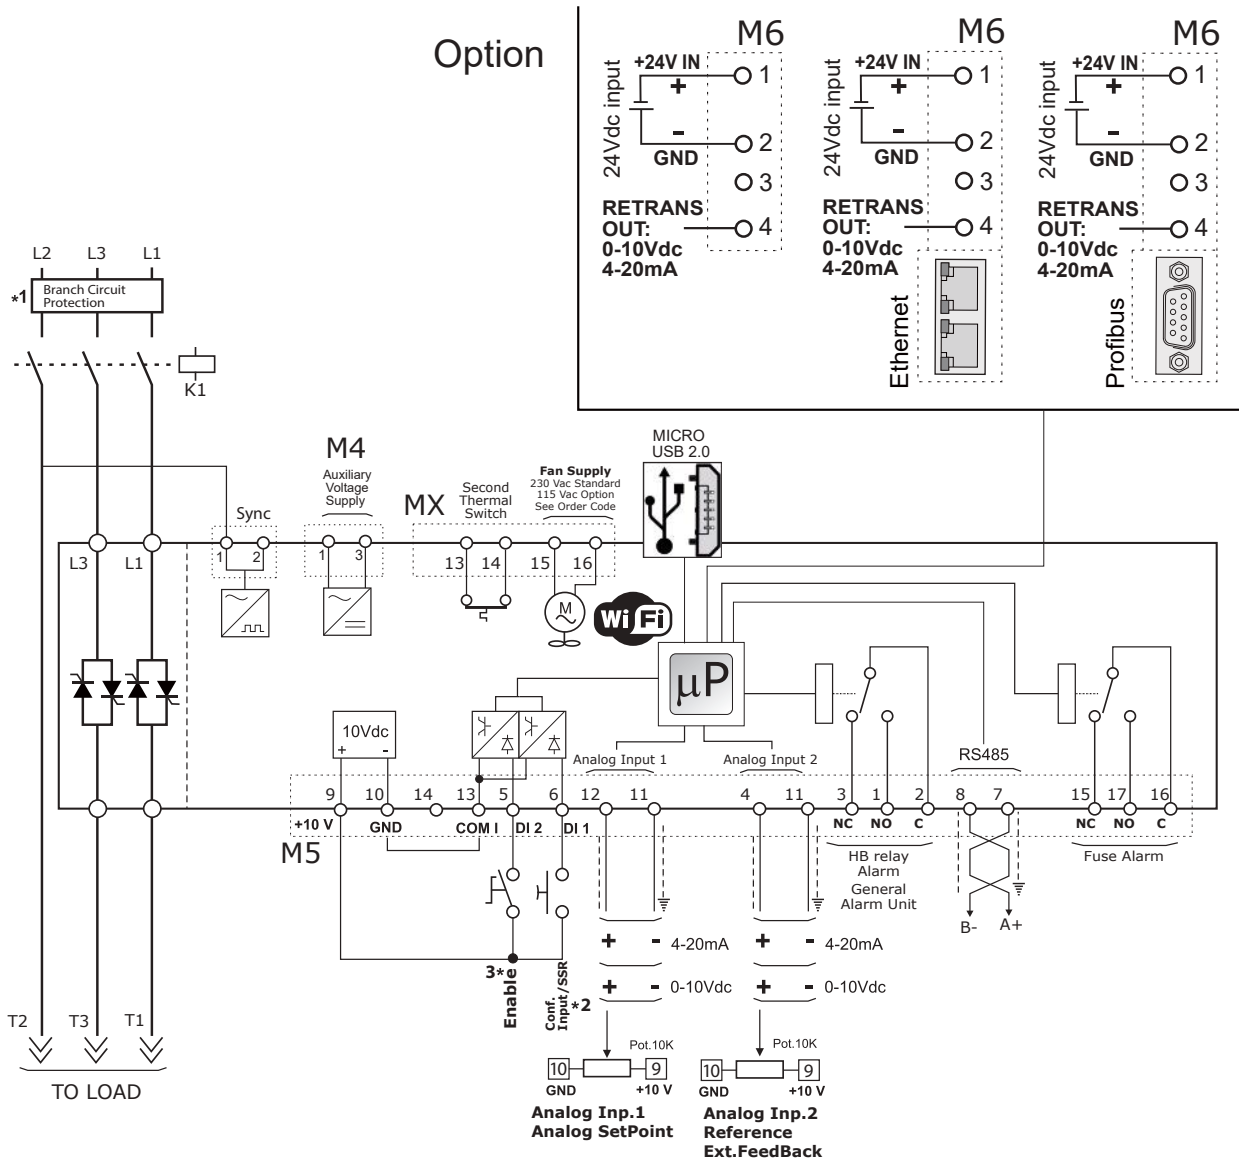 Option
M6
+24V IN
1
+
24Vdc input
-
2
GND
3
RETRANS
OUT:
4
0-10Vdc
4-20mA
M6
+24V IN
1
+
24Vdc input
-
2
GND
3
RETRANS
OUT:
4
0-10Vdc
4-20mA
Ethernet
M6
+24V IN
1
+
24Vdc input
-
2
GND
3
RETRANS
OUT:
4
0-10Vdc
4-20mA
Profibus
L2 L3 L1
*1 Branch Circuit
Protection
K1
M4
Auxiliary
Voltage
Supply
MX
Second
Thermal
Switch
Fan Supply
230 Vac Standard
115 Vac Option
See Order Code
MICRO
USB 2.0
Sync
L3 L1 1 2 1 3 13 14 15 16
M
Wi Fi
µP
10Vdc
+ -
Analog Input 1
Analog Input 2
RS485
9 10 14 13 5 6 12 11 4 11 3 1 2 8 7 15 17 16
+10 V GND COM I DI 2 DI 1 NC NO C NC NO C
M5
HB relay
Alarm
General
Alarm Unit
Fuse Alarm
B- A+
+ - 4-20mA + - 4-20mA
+ - 0-10Vdc + - 0-10Vdc
3*
Enable
Conf.
Input/SSR
*2
T2 T3 T1
TO LOAD
Pot.10K
10 9
GND +10 V
Analog Inp.1
Analog SetPoint
Pot.10K
10 9
GND +10 V
Analog Inp.2
Reference
Ext.FeedBack